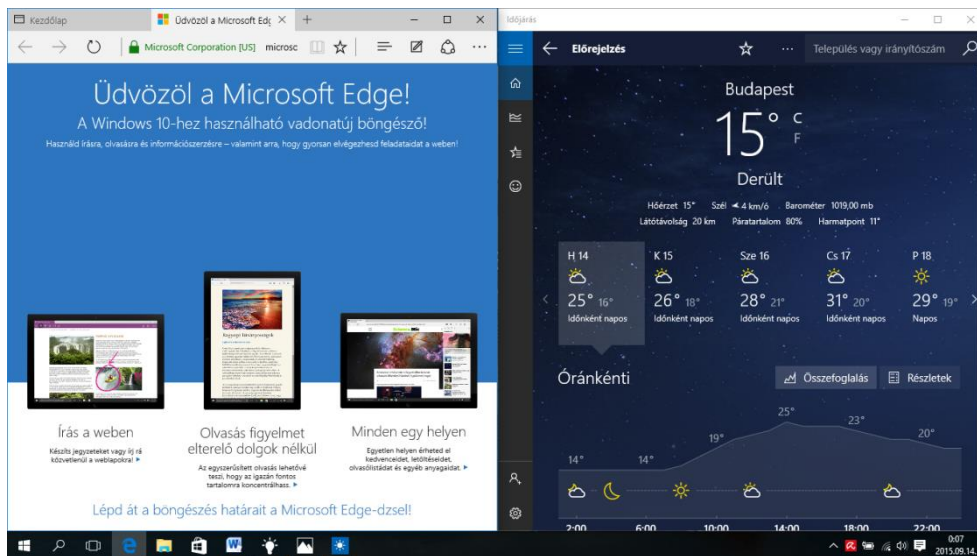 Kezdőlap
Üdvözöl a Microsoft Edg
Microsoft Corporation [US] microsc
Üdvözöl a Microsoft Edge!
A Windows 10-hez használható vadonatúj böngésző!
Használd írásra, olvasásra és információszerzésre – valamint arra, hogy gyorsan elvégezhesd feladataidat a weben!
Írás a weben
Készíts jegyzeteket vagy írj rá
közvetlenül a weblapokra!
Olvasás figyelmet
elterelő dolgok nélkül
Az egyszerűsített olvasás lehetővé
teszi, hogy az igazán fontos
tartalomra koncentrálhass.
Minden egy helyen
Egyetlen helyen érheted el
kedvenceidet, letöltéseidet,
olvasólistádat és egyéb anyagaidat.
Lépd át a böngészés határait a Microsoft Edge-dzsel!
Időjárás
Előrejelzés
Település vagy irányítószám
Budapest
15° C
F
Derült
Hőérzet 15° Szél 4 km/ó Barométer 1019,00 mb
Látótávolság 20 km Páratartalom 80% Harmatpont 11°
H 14 K 15 Sze 16 Cs 17 P 18
25° 16° 26° 18° 28° 21° 31° 20° 29° 19°
Időnként napos Időnként napos Időnként napos Időnként napos Napos
Óránkénti
Összefoglalás Részletek
14° 14° 19° 25° 23° 20°
2:00 6:00 10:00 14:00 18:00 22:00
0:07
2015.09.14